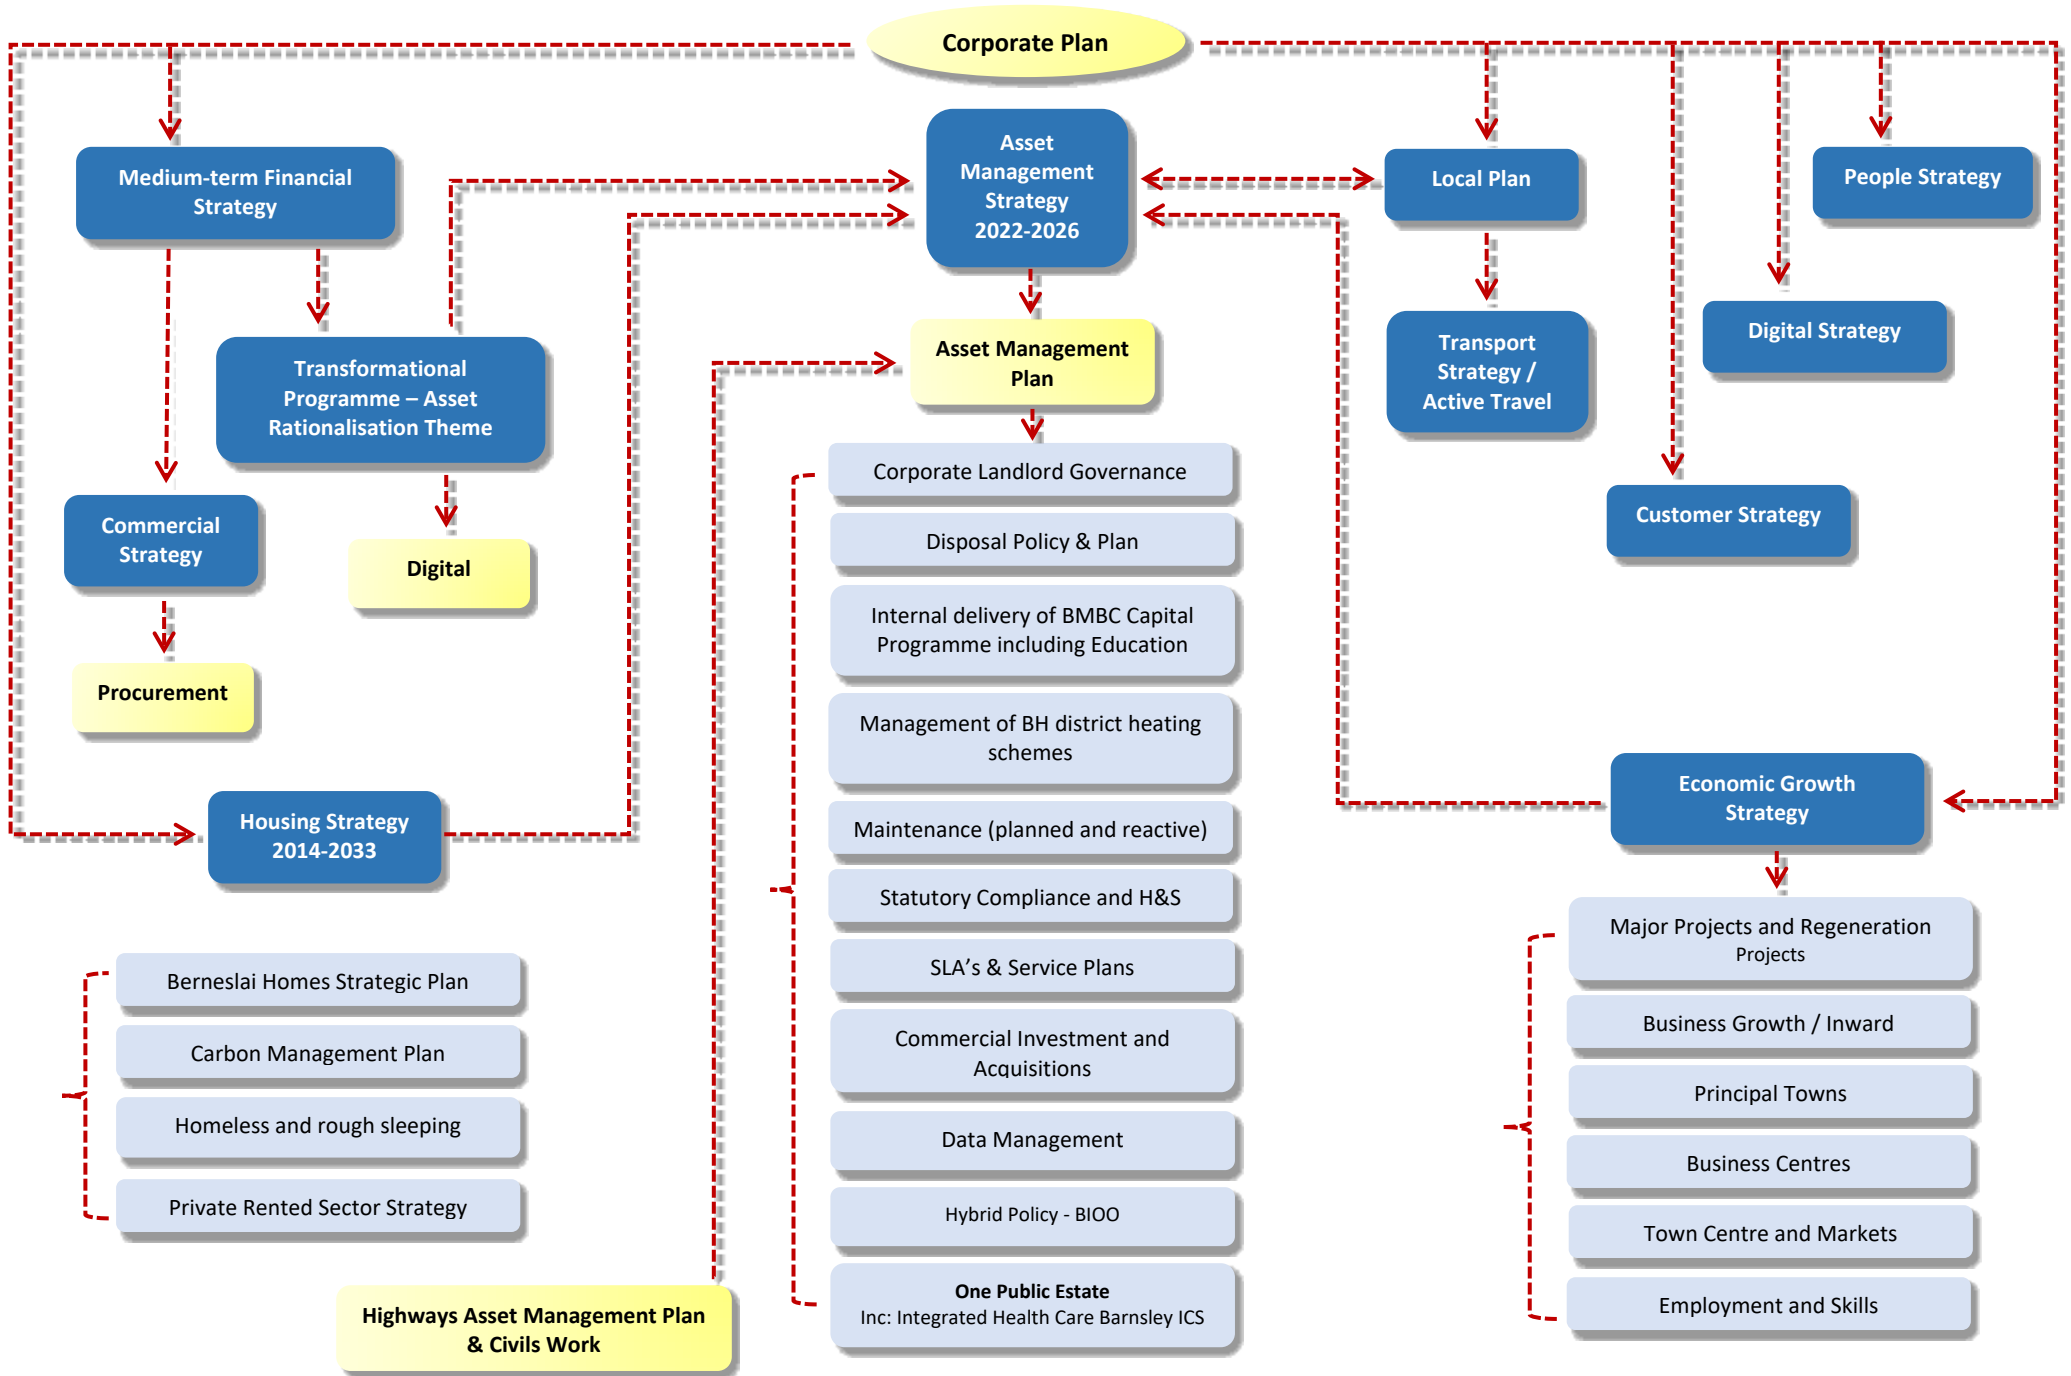 Corporate Plan
Medium-term Financial
Strategy
Asset
Management
Strategy
2022-2026
Local Plan
People Strategy
Transformational
Programme – Asset
Rationalisation Theme
Asset Management
Plan
Transport
Strategy /
Active Travel
Digital Strategy
Commercial
Strategy
Digital
Customer Strategy
Procurement
Housing Strategy
2014-2033
Berneslai Homes Strategic Plan
Carbon Management Plan
Homeless and rough sleeping
Private Rented Sector Strategy
Highways Asset Management Plan
& Civils Work
Corporate Landlord Governance
Disposal Policy & Plan
Internal delivery of BMBC Capital
Programme including Education
Management of BH district heating
schemes
Maintenance (planned and reactive)
Statutory Compliance and H&S
SLA's & Service Plans
Commercial Investment and
Acquisitions
Data Management
Hybrid Policy - BIOO
One Public Estate
Inc: Integrated Health Care Barnsley ICS
Economic Growth
Strategy
Major Projects and Regeneration
Projects
Business Growth / Inward
Principal Towns
Business Centres
Town Centre and Markets
Employment and Skills